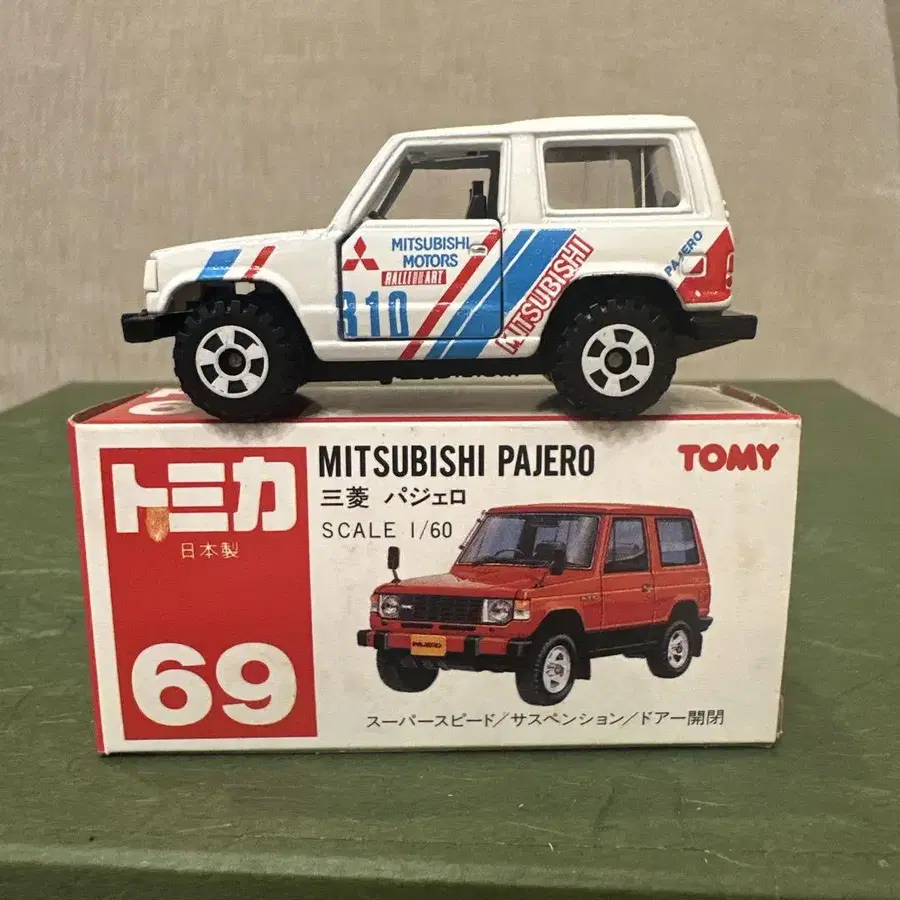 MITSUBISHI
MOTORS
RALLIART
310
MITSUBISHI
PAJERO
69
トミカ
日本製
69
MITSUBISHI PAJERO
三菱 パジェロ
SCALE 1/60
TOMY
PAJERO
スーパースピード/サスペンション/ドアー開閉